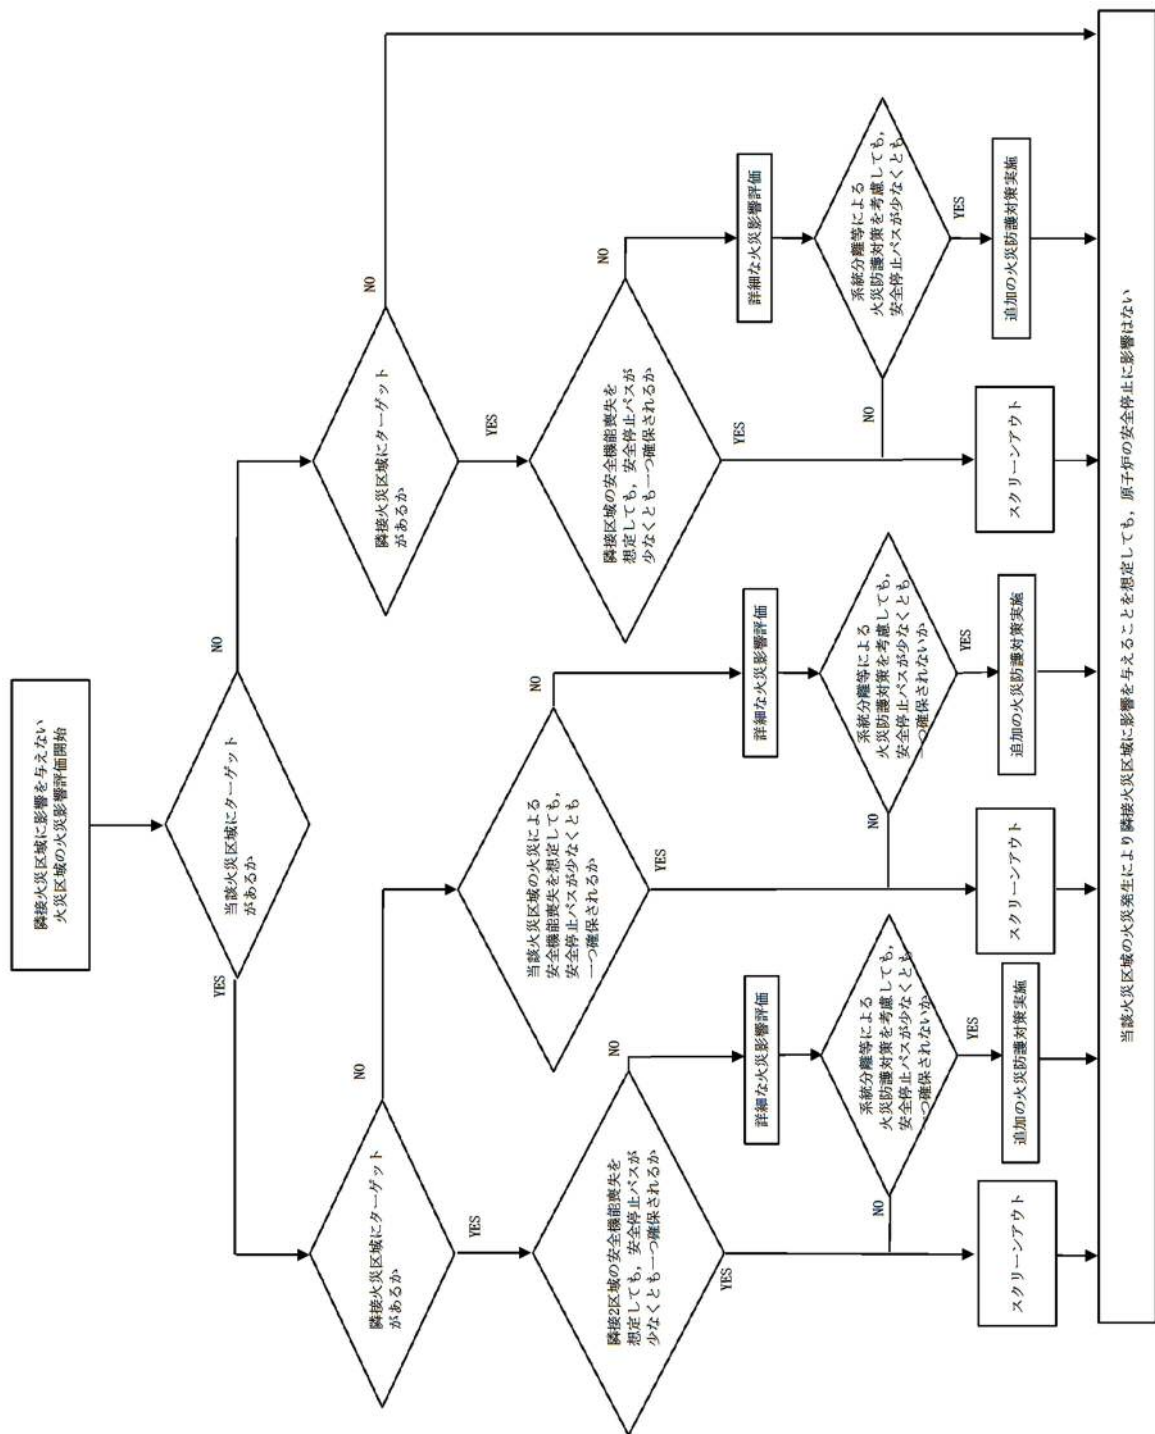 隣接火災区域に影響を与えない
火災区域の火災影響評価開始
当該火災区域にターゲット
があるか
YES
NO
隣接火災区域にターゲット
があるか
NO
YES
隣接2区域の安全機能喪失を
想定しても，安全停止パスが
少なくとも一つ確保されるか
NO
YES
詳細な火災影響評価
系統分離等による
火災防護対策を考慮しても，
安全停止パスが少なくとも
一つ確保されないか
NO
YES
スクリーンアウト
追加の火災防護対策実施
当該火災区域の火災による
安全機能喪失を想定しても，
安全停止パスが少なくとも
一つ確保されるか
NO
YES
詳細な火災影響評価
系統分離等による
火災防護対策を考慮しても，
安全停止パスが少なくとも
一つ確保されないか
NO
YES
スクリーンアウト
追加の火災防護対策実施
隣接火災区域にターゲット
があるか
NO
YES
隣接区域の安全機能喪失を
想定しても，安全停止パスが
少なくとも一つ確保されるか
NO
YES
詳細な火災影響評価
系統分離等による
火災防護対策を考慮しても，
安全停止パスが少なくとも
NO
YES
スクリーンアウト
追加の火災防護対策実施
当該火災区域の火災発生により隣接火災区域に影響を与えることを想定しても，原子炉の安全停止に影響はない